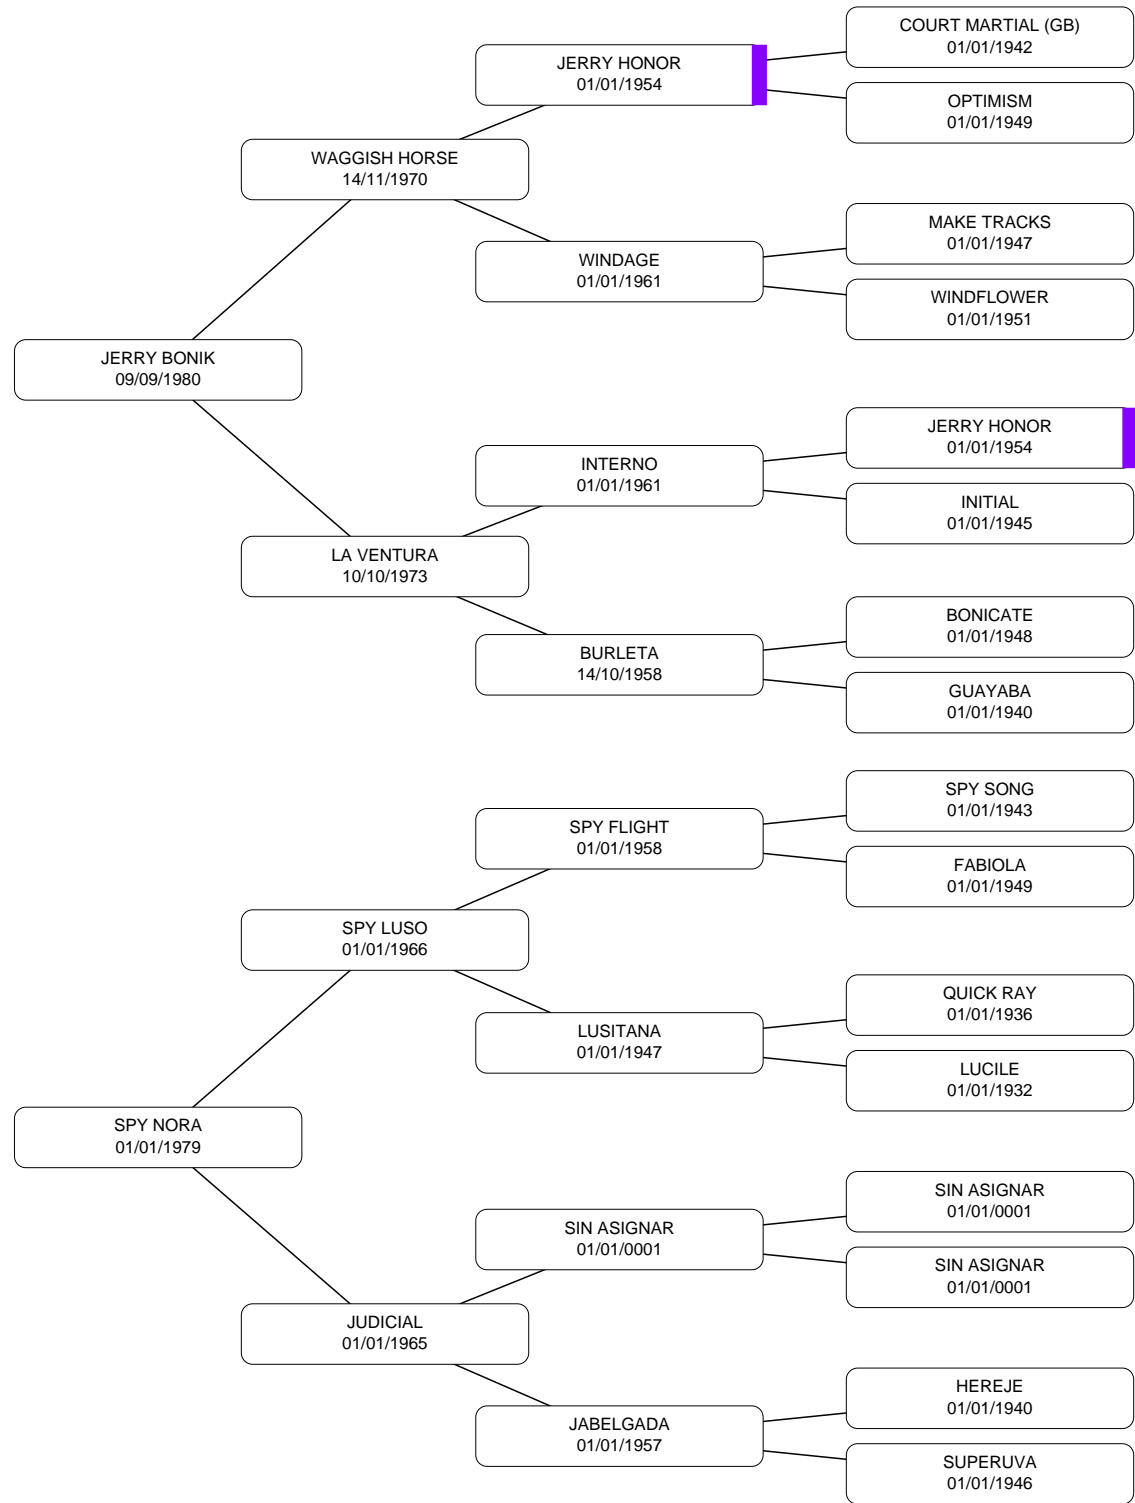 COURT MARTIAL (GB)
01/01/1942
JERRY HONOR
01/01/1954
OPTIMISM
01/01/1949
WAGGISH HORSE
14/11/1970
MAKE TRACKS
01/01/1947
WINDAGE
01/01/1961
WINDFLOWER
01/01/1951
JERRY BONIK
09/09/1980
JERRY HONOR
01/01/1954
INTERNO
01/01/1961
INITIAL
01/01/1945
LA VENTURA
10/10/1973
BONICATE
01/01/1948
BURLETA
14/10/1958
GUAYABA
01/01/1940
SPY SONG
01/01/1943
SPY FLIGHT
01/01/1958
FABIOLA
01/01/1949
SPY LUSO
01/01/1966
QUICK RAY
01/01/1936
LUSITANA
01/01/1947
LUCILE
01/01/1932
SPY NORA
01/01/1979
SIN ASIGNAR
01/01/0001
SIN ASIGNAR
01/01/0001
SIN ASIGNAR
01/01/0001
JUDICIAL
01/01/1965
HEREJE
01/01/1940
JABELGADA
01/01/1957
SUPERUVA
01/01/1946